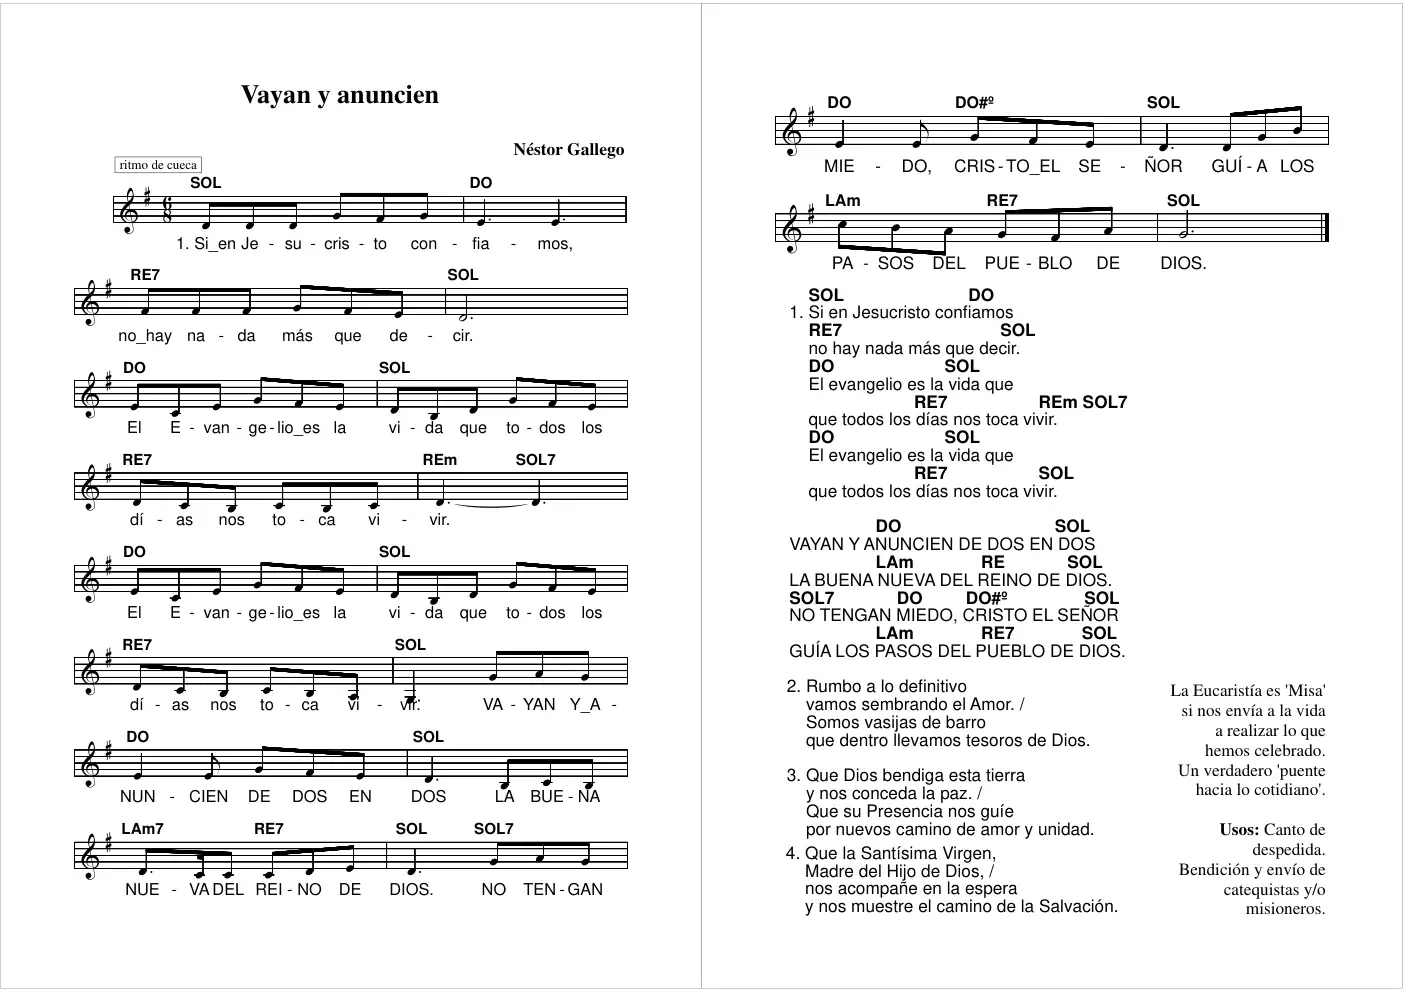 Vayan y anuncien
Néstor Gallego
ritmo de cueca
SOL DO
1. Si_en Je - su - cris - to con - fia - mos,
RE7 SOL
no_hay na - da más que de - cir.
DO SOL
El E - van - ge - lio_es la vi - da que to - dos los
RE7 REm SOL7
dí - as nos to - ca vi - vir.
DO SOL
El E - van - ge - lio_es la vi - da que to - dos los
RE7 SOL
dí - as nos to - ca vi - vir. VA - YAN Y_A -
DO SOL
NUN - CIEN DE DOS EN DOS LA BUE - NA
LAm7 RE7 SOL SOL7
NUE - VA DEL REI - NO DE DIOS. NO TEN - GAN
DO DO#º SOL
MIE - DO, CRIS - TO_EL SE - ÑOR GUÍ - A LOS
LAm RE7 SOL
PA - SOS DEL PUE - BLO DE DIOS.
SOL DO
1. Si en Jesucristo confiamos
RE7 SOL
no hay nada más que decir.
DO SOL
El evangelio es la vida que
RE7 REm SOL7
que todos los días nos toca vivir.
DO SOL
El evangelio es la vida que
RE7 SOL
que todos los días nos toca vivir.
DO SOL
VAYAN Y ANUNCIEN DE DOS EN DOS
LAm RE SOL
LA BUENA NUEVA DEL REINO DE DIOS.
SOL7 DO DO#º SOL
NO TENGAN MIEDO, CRISTO EL SEÑOR
LAm RE7 SOL
GUÍA LOS PASOS DEL PUEBLO DE DIOS.
2. Rumbo a lo definitivo
vamos sembrando el Amor. /
Somos vasijas de barro
que dentro llevamos tesoros de Dios.
3. Que Dios bendiga esta tierra
y nos conceda la paz. /
Que su Presencia nos guíe
por nuevos camino de amor y unidad.
4. Que la Santísima Virgen,
Madre del Hijo de Dios, /
nos acompañe en la espera
y nos muestre el camino de la Salvación.
La Eucaristía es 'Misa'
si nos envía a la vida
a realizar lo que
hemos celebrado.
Un verdadero 'puente
hacia lo cotidiano'.
Usos: Canto de
despedida.
Bendición y envío de
catequistas y/o
misioneros.